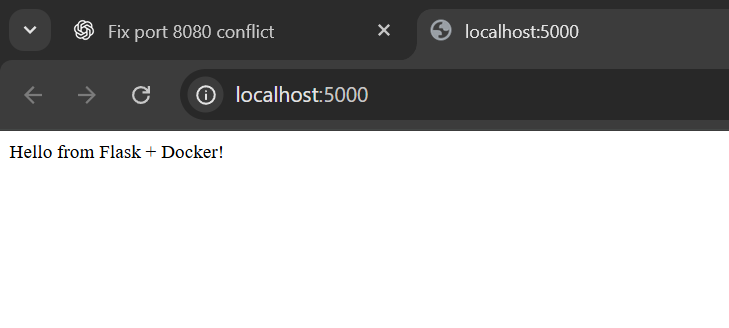 Fix port 8080 conflict
localhost:5000
localhost:5000
Hello from Flask + Docker!